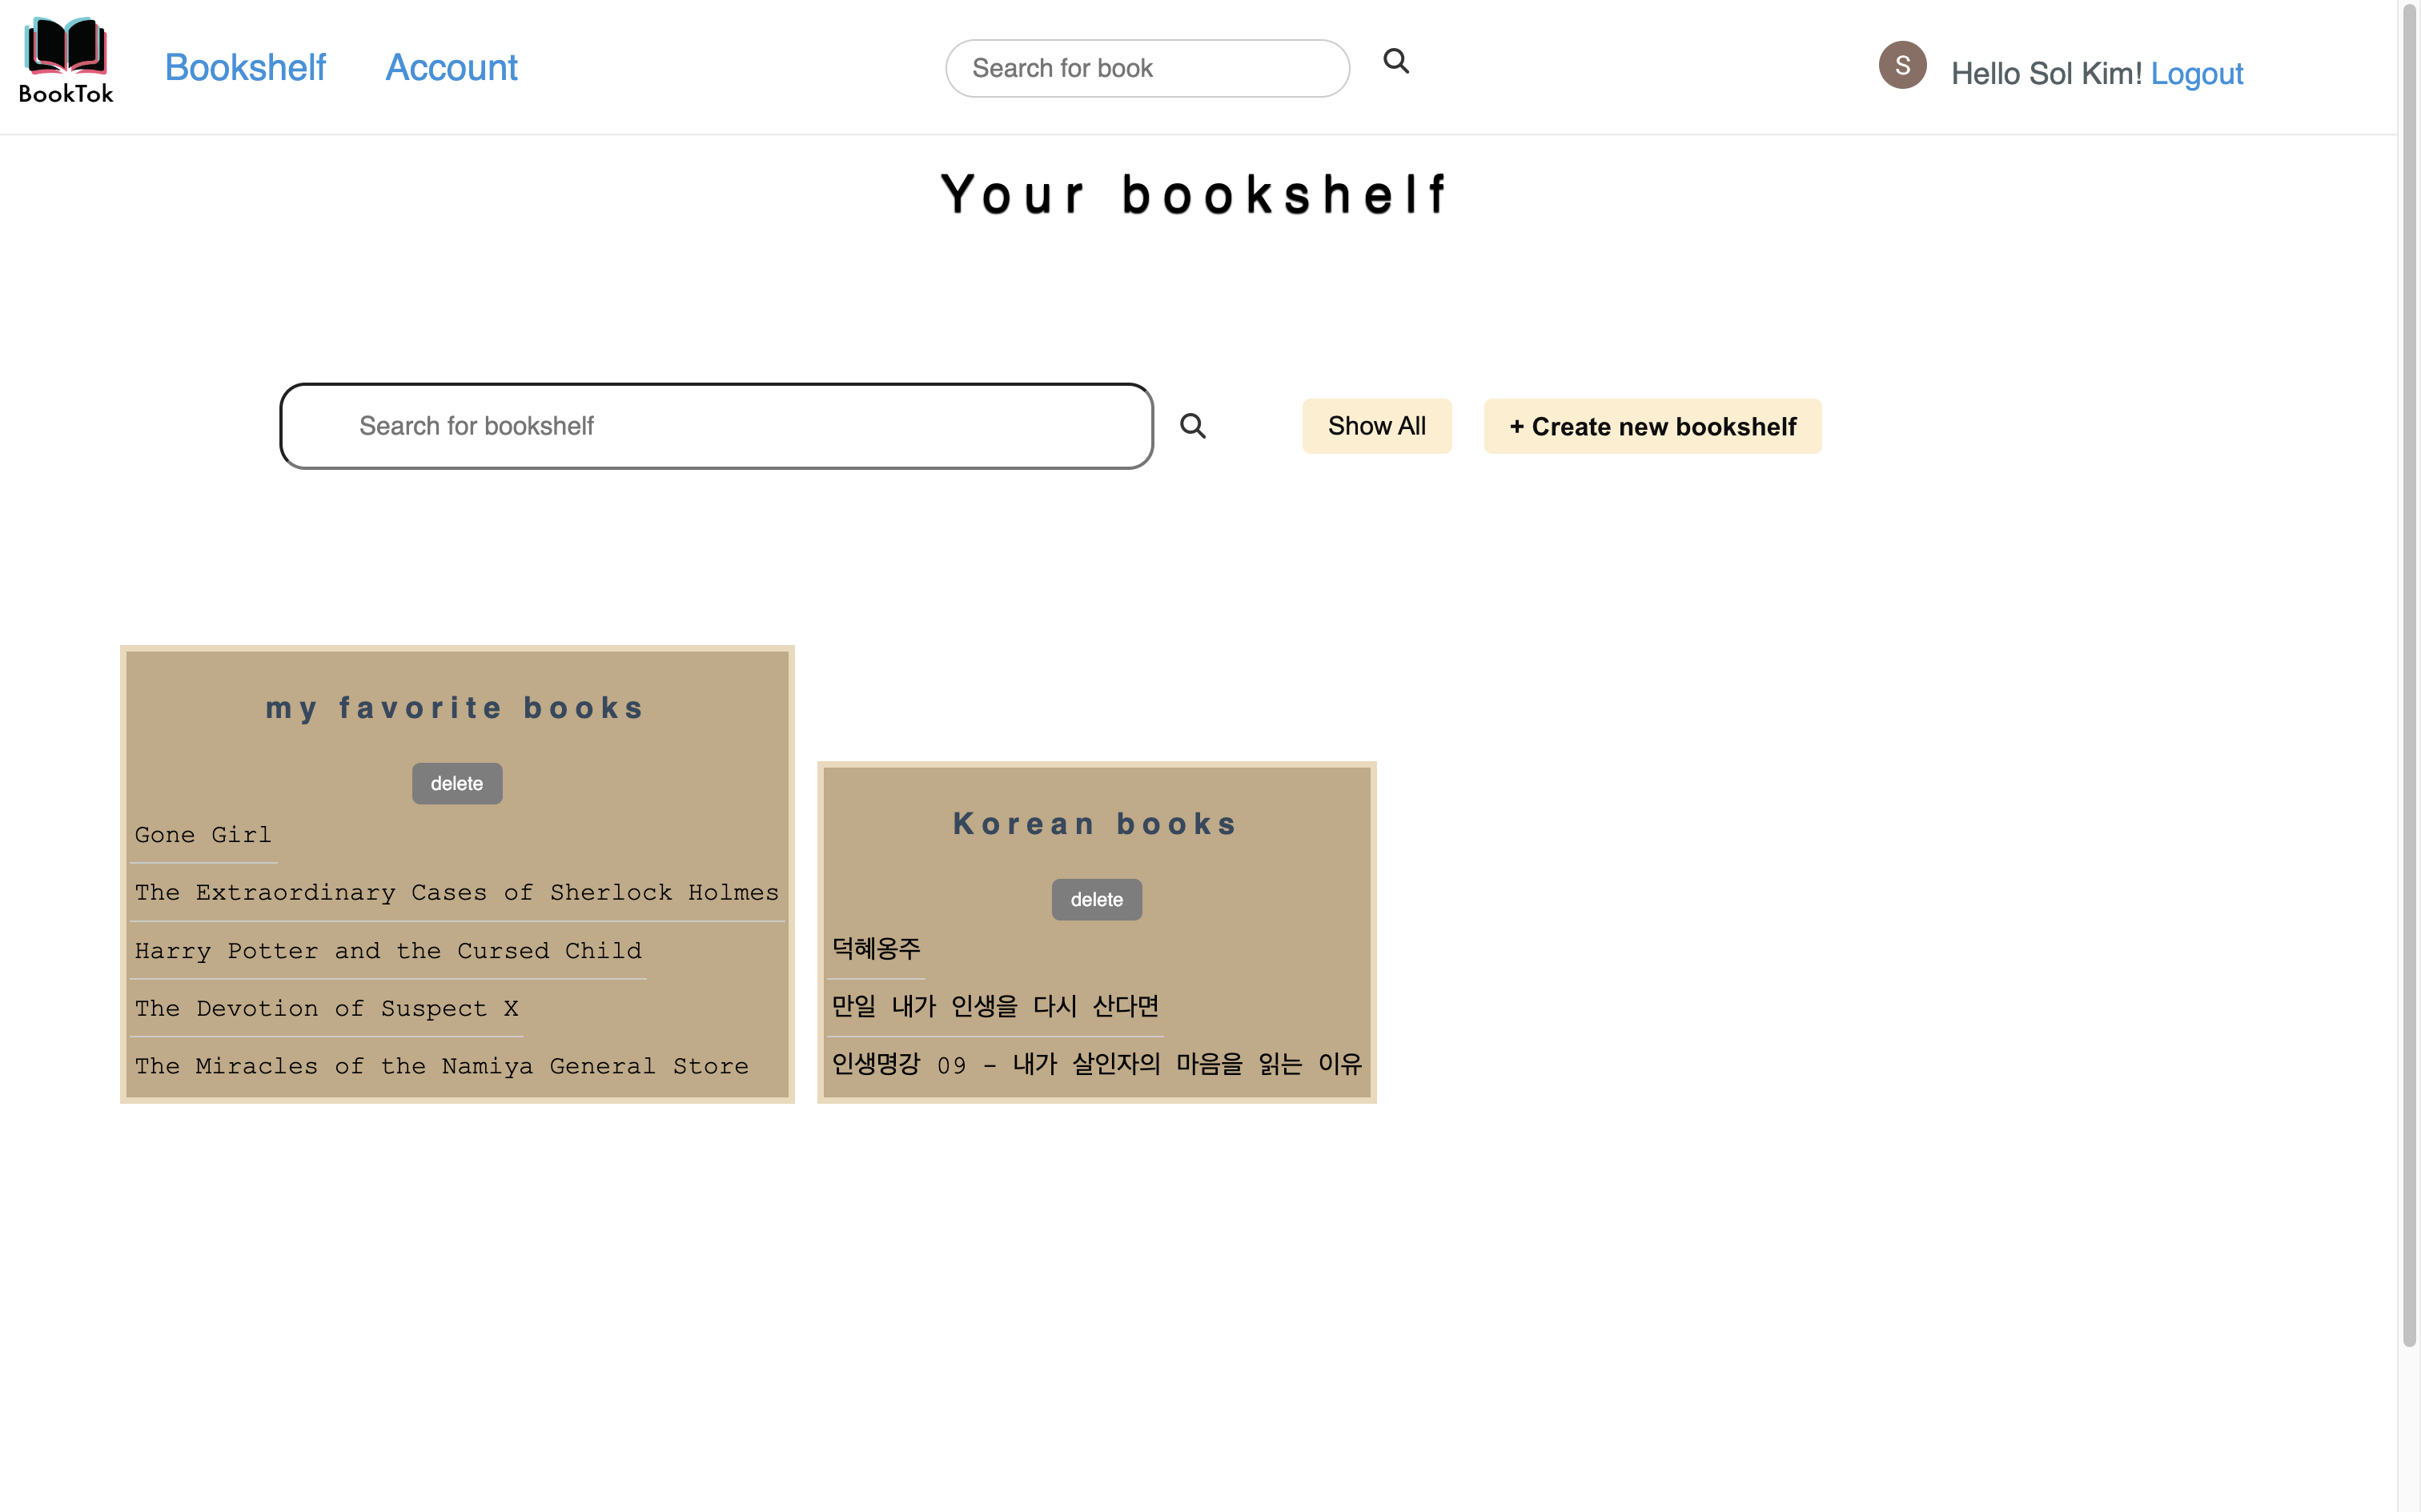 BookTok
Bookshelf
Account
Search for book
S
Hello Sol Kim! Logout
Your bookshelf
Search for bookshelf
Show All
+ Create new bookshelf
my favorite books
delete
Gone Girl
The Extraordinary Cases of Sherlock Holmes
Harry Potter and the Cursed Child
The Devotion of Suspect X
The Miracles of the Namiya General Store
Korean books
delete
덕혜옹주
만일 내가 인생을 다시 산다면
인생명강 09 - 내가 살인자의 마음을 읽는 이유